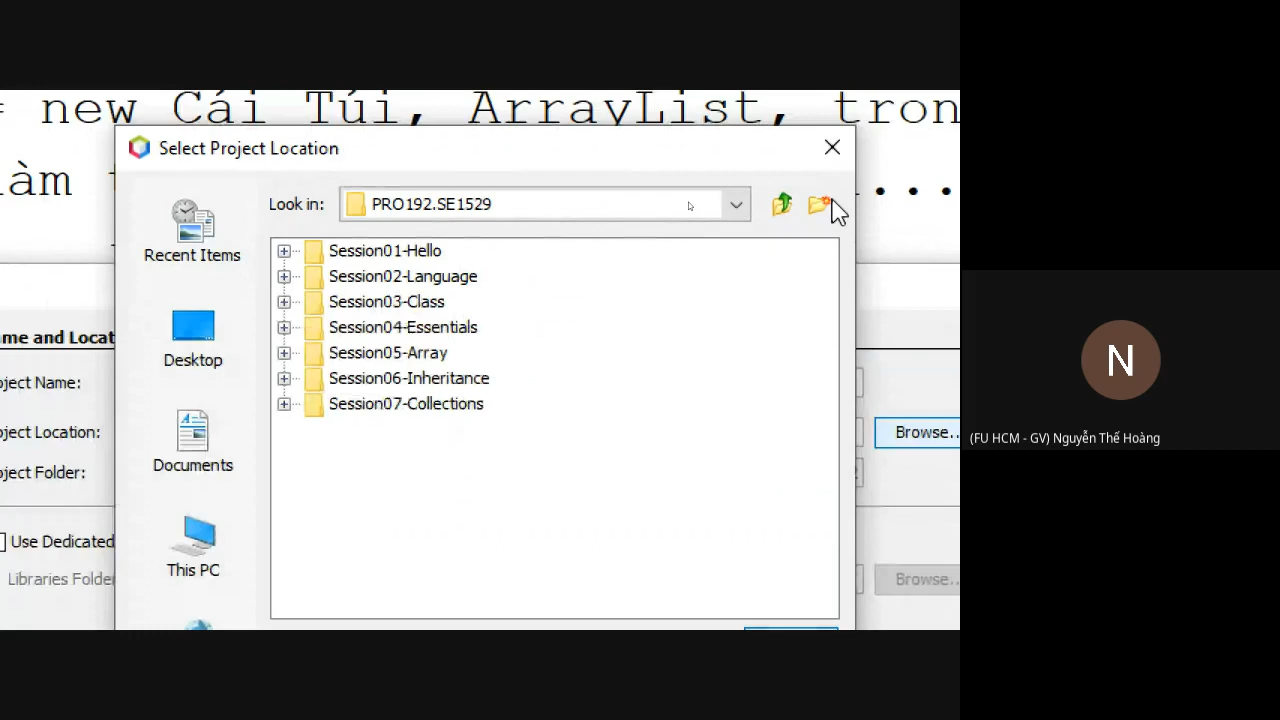 new Cái Túi, ArrayList, tron
àm
...
Select Project Location
Look in:
PRO192.SE1529
Recent Items
Desktop
Documents
This PC
Session01-Hello
Session02-Language
Session03-Class
Session04-Essentials
Session05-Array
Session06-Inheritance
Session07-Collections
me and Locat
oject Name:
oject Location:
Browse..
oject Folder:
Use Dedicated
Libraries Folde
Browse..
N
(FU HCM - GV) Nguyễn Thế Hoàng